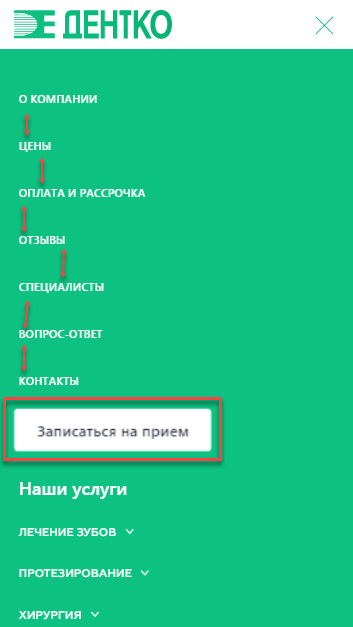 ДЕНТКО
О КОМПАНИИ
ЦЕНЫ
ОПЛАТА И РАССРОЧКА
ОТЗЫВЫ
СПЕЦИАЛИСТЫ
ВОПРОС-ОТВЕТ
КОНТАКТЫ
Записаться на прием
Наши услуги
ЛЕЧЕНИЕ ЗУБОВ
ПРОТЕЗИРОВАНИЕ
ХИРУРГИЯ